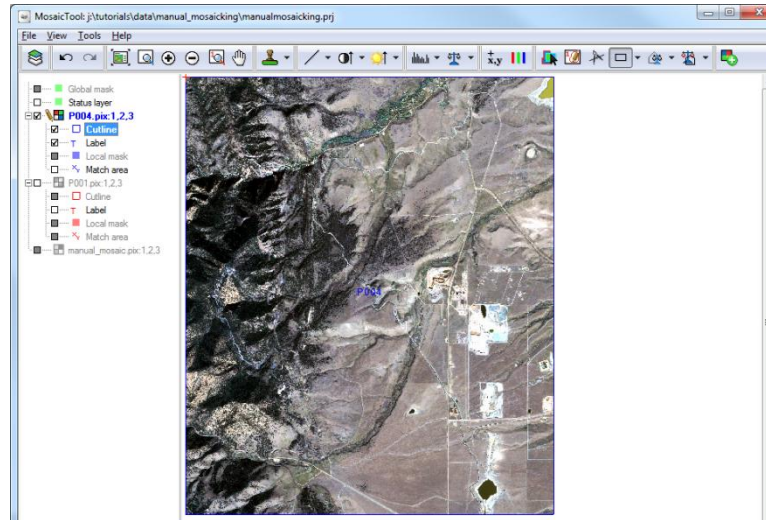 MosaicTool: j:\tutorials\data\manual_mosaicking\manualmosaicking.prj
File View Tools Help
x,y
Global mask
Status layer
P004.pix:1,2,3
Cutline
T Label
Local mask
Match area
P001.pix:1,2,3
Cutline
T Label
Local mask
Match area
manual_mosaic.pix:1,2,3
P004